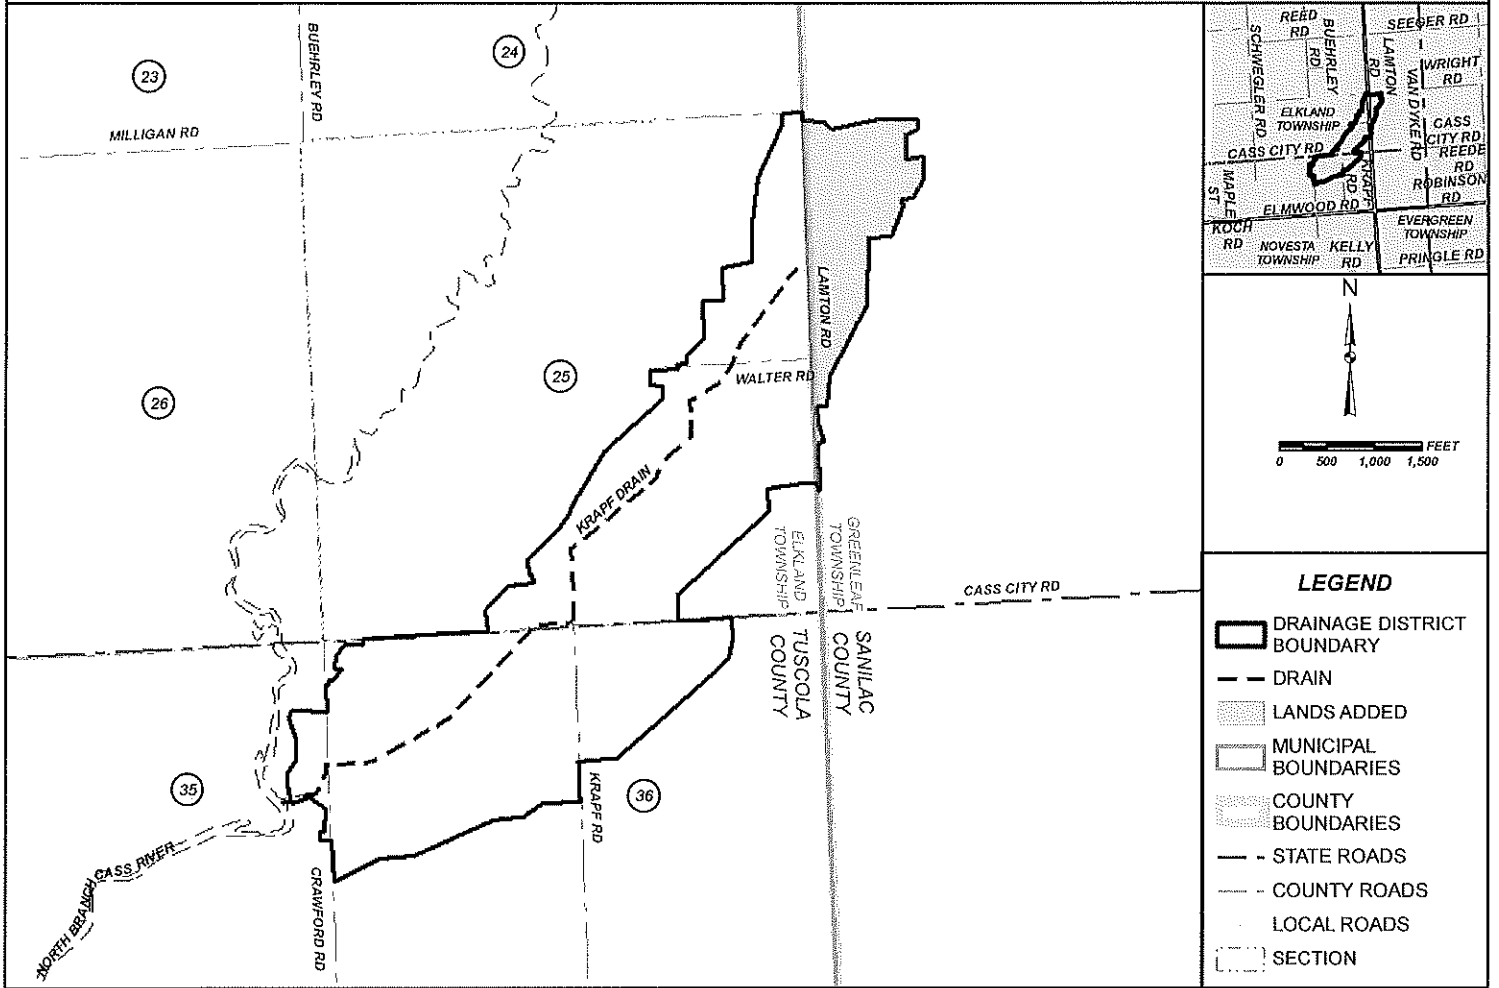 23
24
BUEHRLEY RD
MILLIGAN RD
26
25
LAMTON RD
WALTER RD
KRAPF DRAIN
ELKLAND
TOWNSHIP
GREENLEAF
TOWNSHIP
CASS CITY RD
TUSCOLA
COUNTY
SANILAC
COUNTY
35
36
KRAPF RD
CRAWFORD RD
NORTH BRANCH CASS RIVER
REED
RD
SEEGER RD
SCHWEGLER RD
BUEHRLEY
RD
LAMTON
RD
VAN DYKE RD
WRIGHT
RD
ELKLAND
TOWNSHIP
CASS
CITY RD
CASS CITY RD
REEDE
RD
MAPLE
ST
KRAPF
RD
ROBINSON
RD
ELMWOOD RD
KOCH
RD
EVERGREEN
TOWNSHIP
NOVESTA
TOWNSHIP
KELLY
RD
PRINGLE RD
N
FEET
0 500 1,000 1,500
LEGEND
DRAINAGE DISTRICT
BOUNDARY
DRAIN
LANDS ADDED
MUNICIPAL
BOUNDARIES
COUNTY
BOUNDARIES
STATE ROADS
COUNTY ROADS
LOCAL ROADS
SECTION